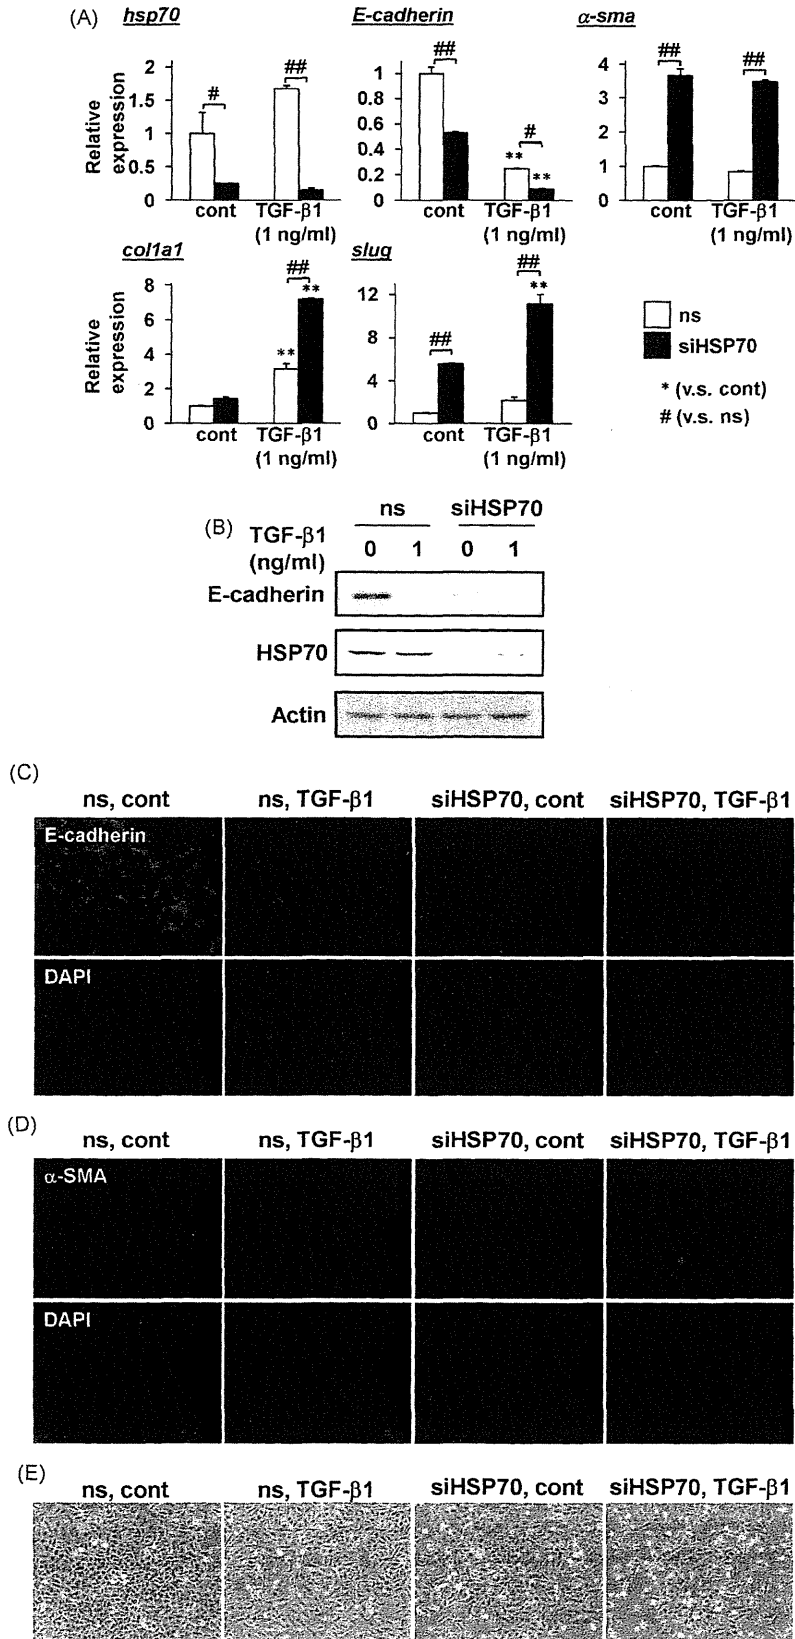 (A) hsp70 E-cadherin α-sma
## ## ##
2 ## 1 4
# 0.8
1.5 3
Relative expression 1 0.6 # 2
0.4 **
0.5 0.2 ** 1
0 0 0
cont TGF-β1 cont TGF-β1 cont TGF-β1
(1 ng/ml) (1 ng/ml) (1 ng/ml)
col1a1 slug
## ##
8 ** 12 **
Relative expression 6 8 ns
4 ** ## siHSP70
2 4 * (v.s. cont)
0 0 # (v.s. ns)
cont TGF-β1 cont TGF-β1
(1 ng/ml) (1 ng/ml)
(B) ns siHSP70
TGF-β1 0 1 0 1
(ng/ml)
E-cadherin
HSP70
Actin
(C)
ns, cont ns, TGF-β1 siHSP70, cont siHSP70, TGF-β1
E-cadherin
DAPI
(D)
ns, cont ns, TGF-β1 siHSP70, cont siHSP70, TGF-β1
α-SMA
DAPI
(E)
ns, cont ns, TGF-β1 siHSP70, cont siHSP70, TGF-β1